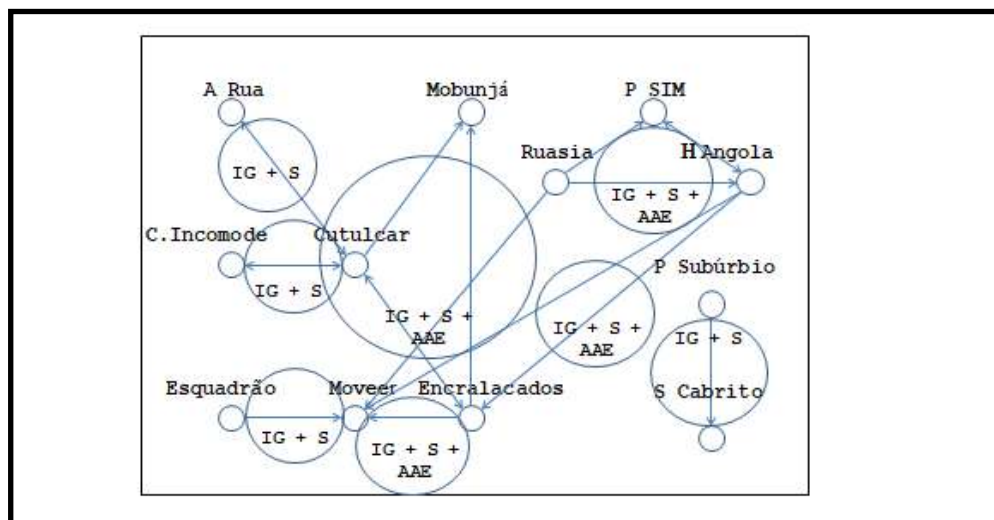 A Rua
Mobunjá
P SIM
Ruasia
H Angola
IG + S
IG + S +
AAE
C.Incomode
Cutulcar
P Subúrbio
IG + S
IG + S +
AAE
IG + S +
AAE
IG + S
Esquadrão
Moveer
Encralacados
S Cabrito
IG + S
IG + S +
AAE